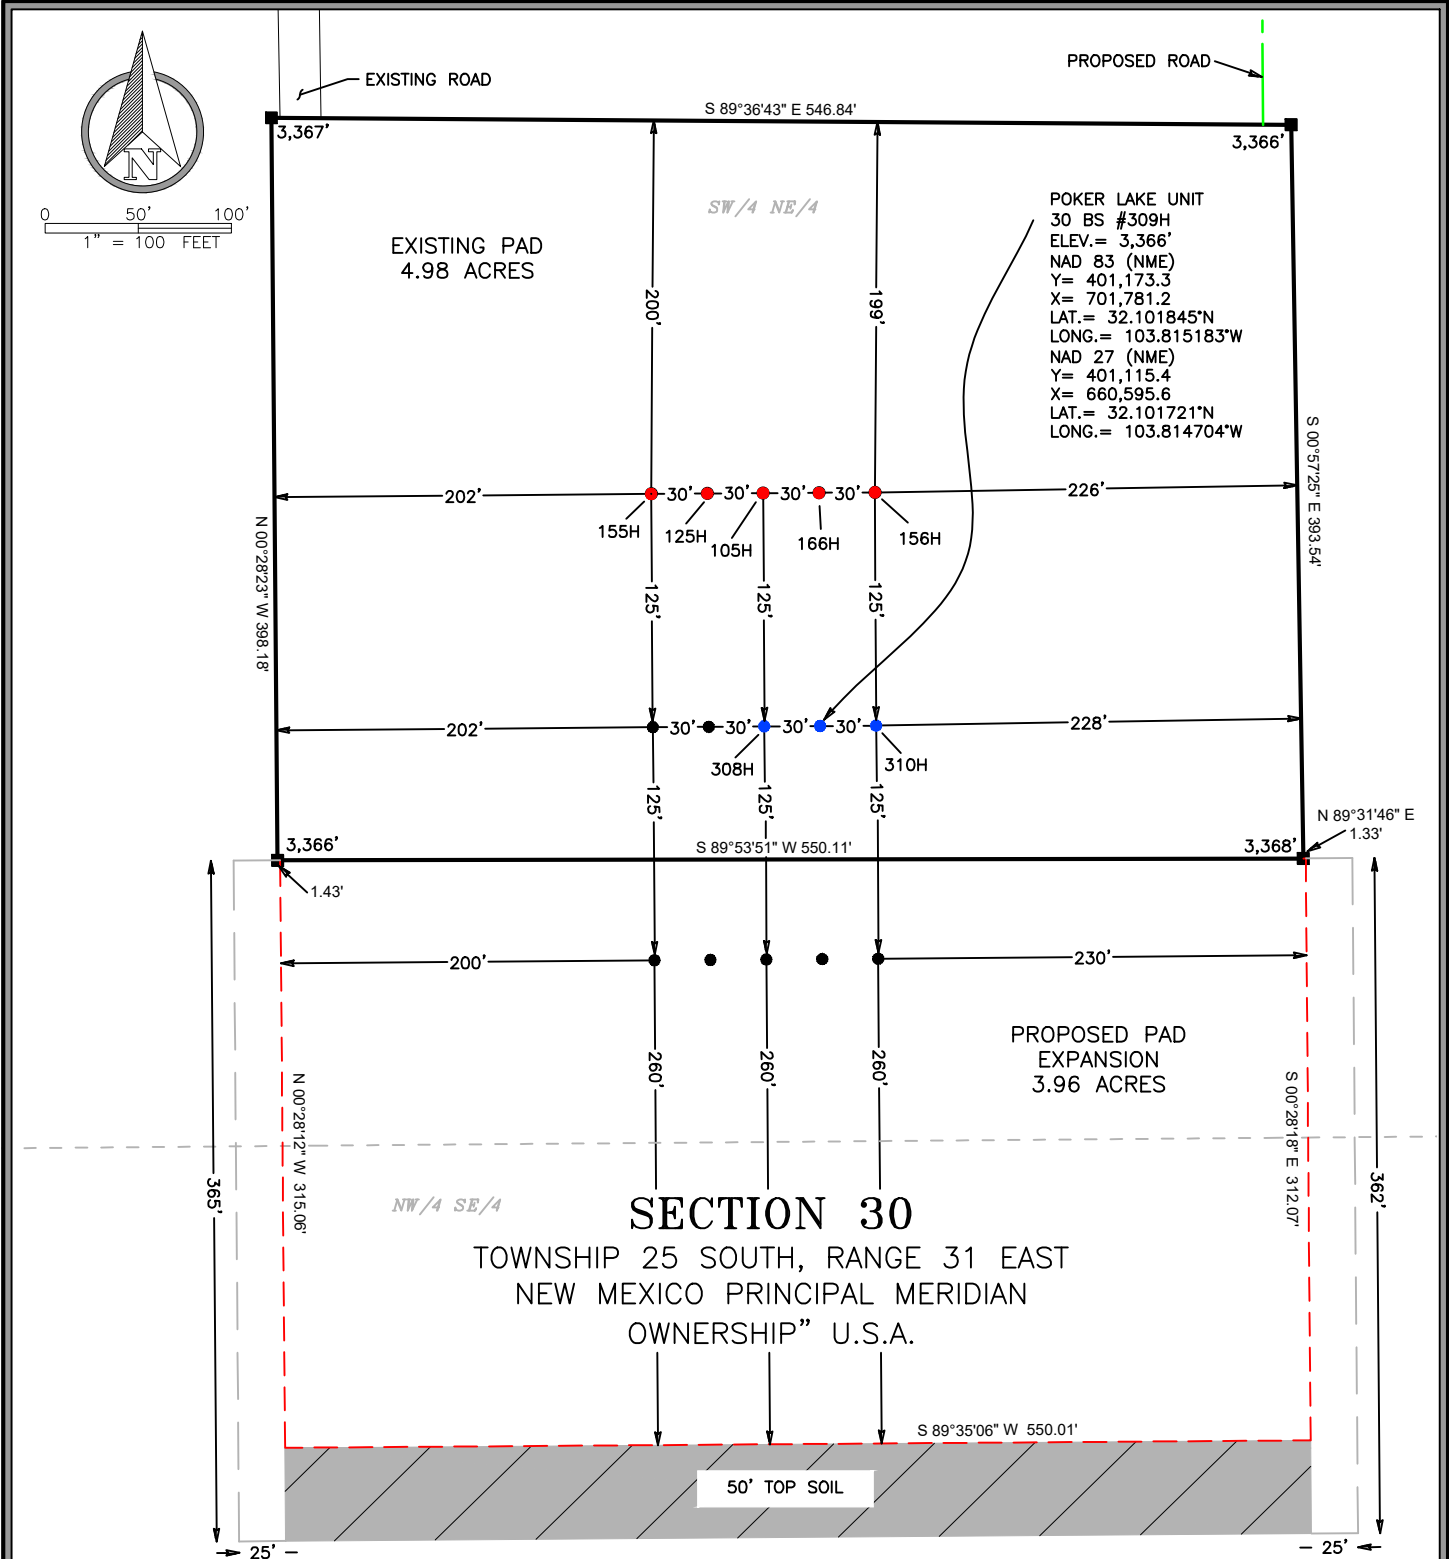 EXISTING ROAD
PROPOSED ROAD
S 89°36'43" E 546.84'
3,367'
3,366'
N
0 50' 100'
1" = 100 FEET
SW/4 NE/4
EXISTING PAD
4.98 ACRES
POKER LAKE UNIT
30 BS #309H
ELEV.= 3,366'
NAD 83 (NME)
Y= 401,173.3
X= 701,781.2
LAT.= 32.101845°N
LONG.= 103.815183°W
NAD 27 (NME)
Y= 401,115.4
X= 660,595.6
LAT.= 32.101721°N
LONG.= 103.814704°W
200'
199'
S 00°57'25" E 393.54'
202'
30'
30'
30'
30'
226'
155H
125H
105H
166H
156H
N 00°28'23" W 398.18'
125'
125'
125'
202'
30'
30'
30'
30'
228'
308H
310H
125'
125'
125'
N 89°31'46" E
1.33'
3,366'
S 89°53'51" W 550.11'
3,368'
1.43'
200'
230'
PROPOSED PAD
EXPANSION
3.96 ACRES
260'
260'
260'
N 00°28'12" W 315.06'
S 00°28'18" E 312.07'
365'
362'
NW/4 SE/4
SECTION 30
TOWNSHIP 25 SOUTH, RANGE 31 EAST
NEW MEXICO PRINCIPAL MERIDIAN
OWNERSHIP" U.S.A.
S 89°35'06" W 550.01'
50' TOP SOIL
25'
25'